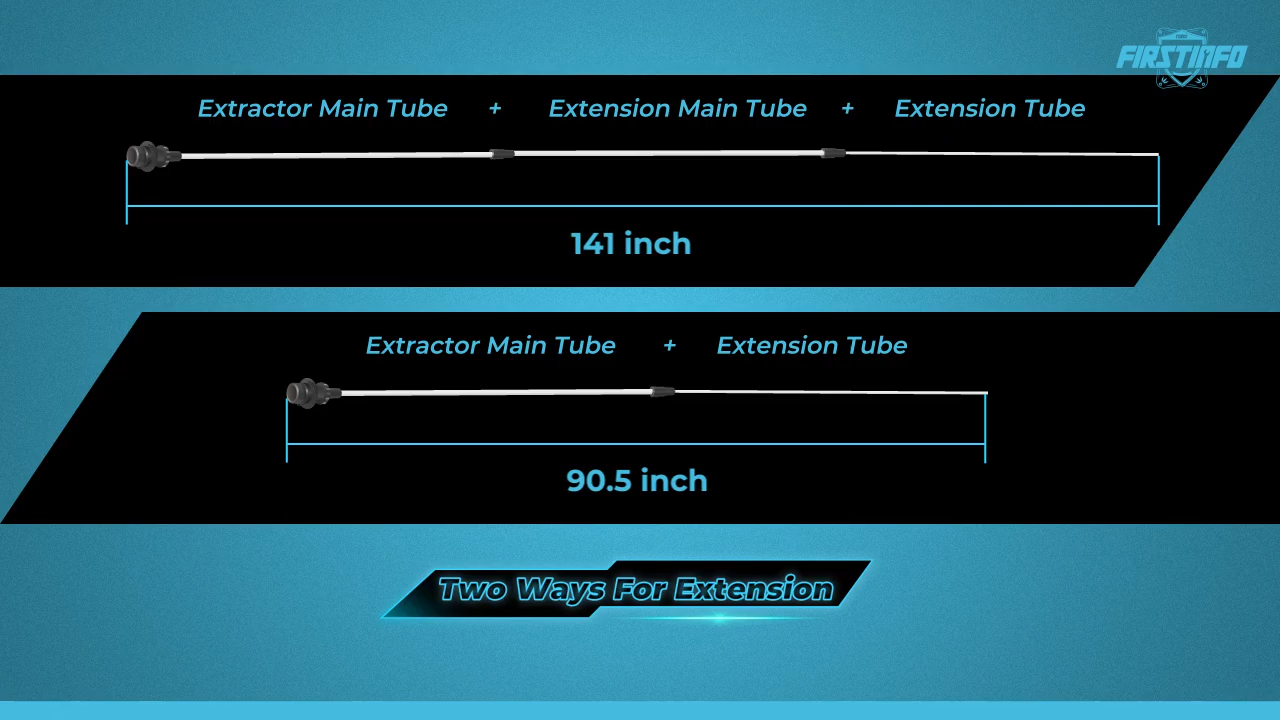 FIRSTINFO
Extractor Main Tube + Extension Main Tube + Extension Tube
141 inch
Extractor Main Tube + Extension Tube
90.5 inch
Two Ways For Extension